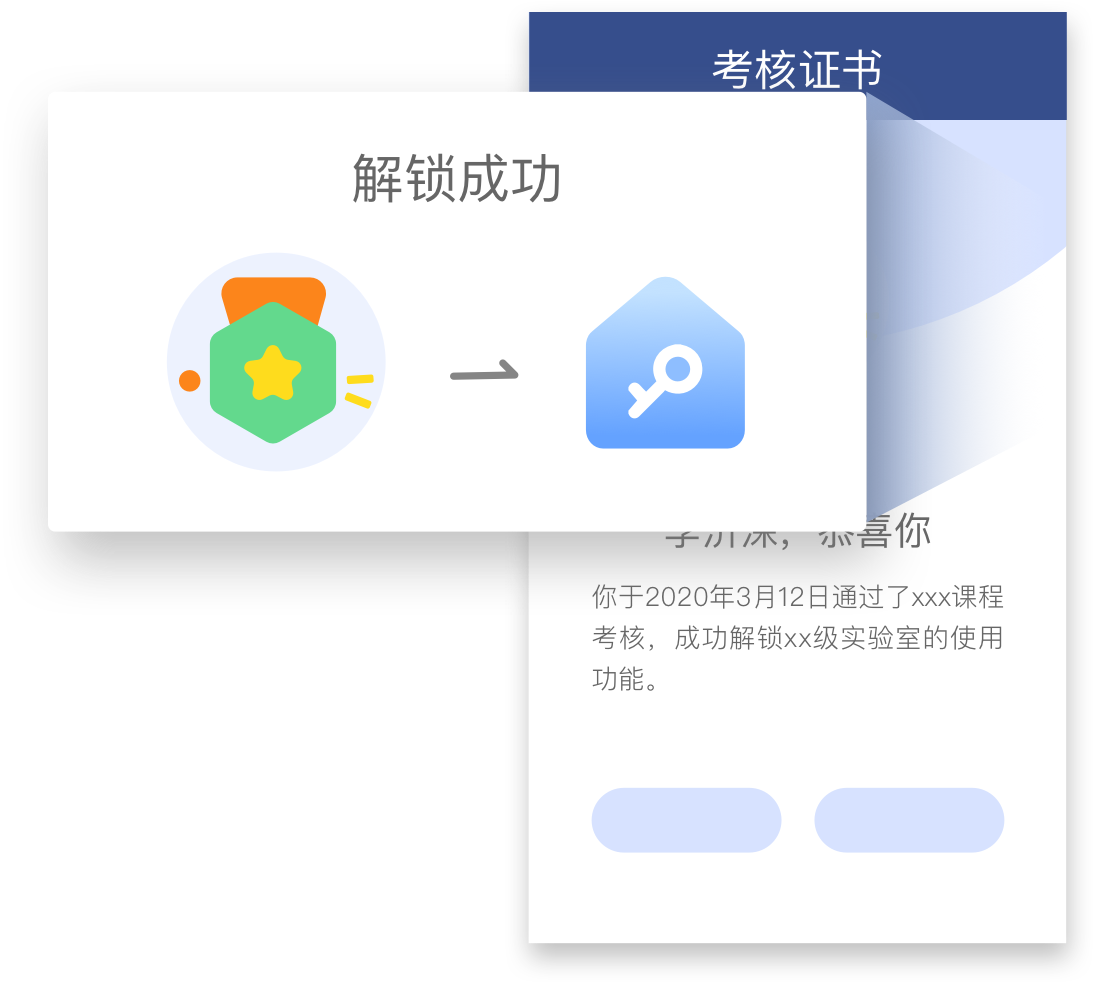 考核证书
解锁成功
恭喜你
你于2020年3月12日通过了xxx课程
考核，成功解锁xx级实验室的使用
功能。